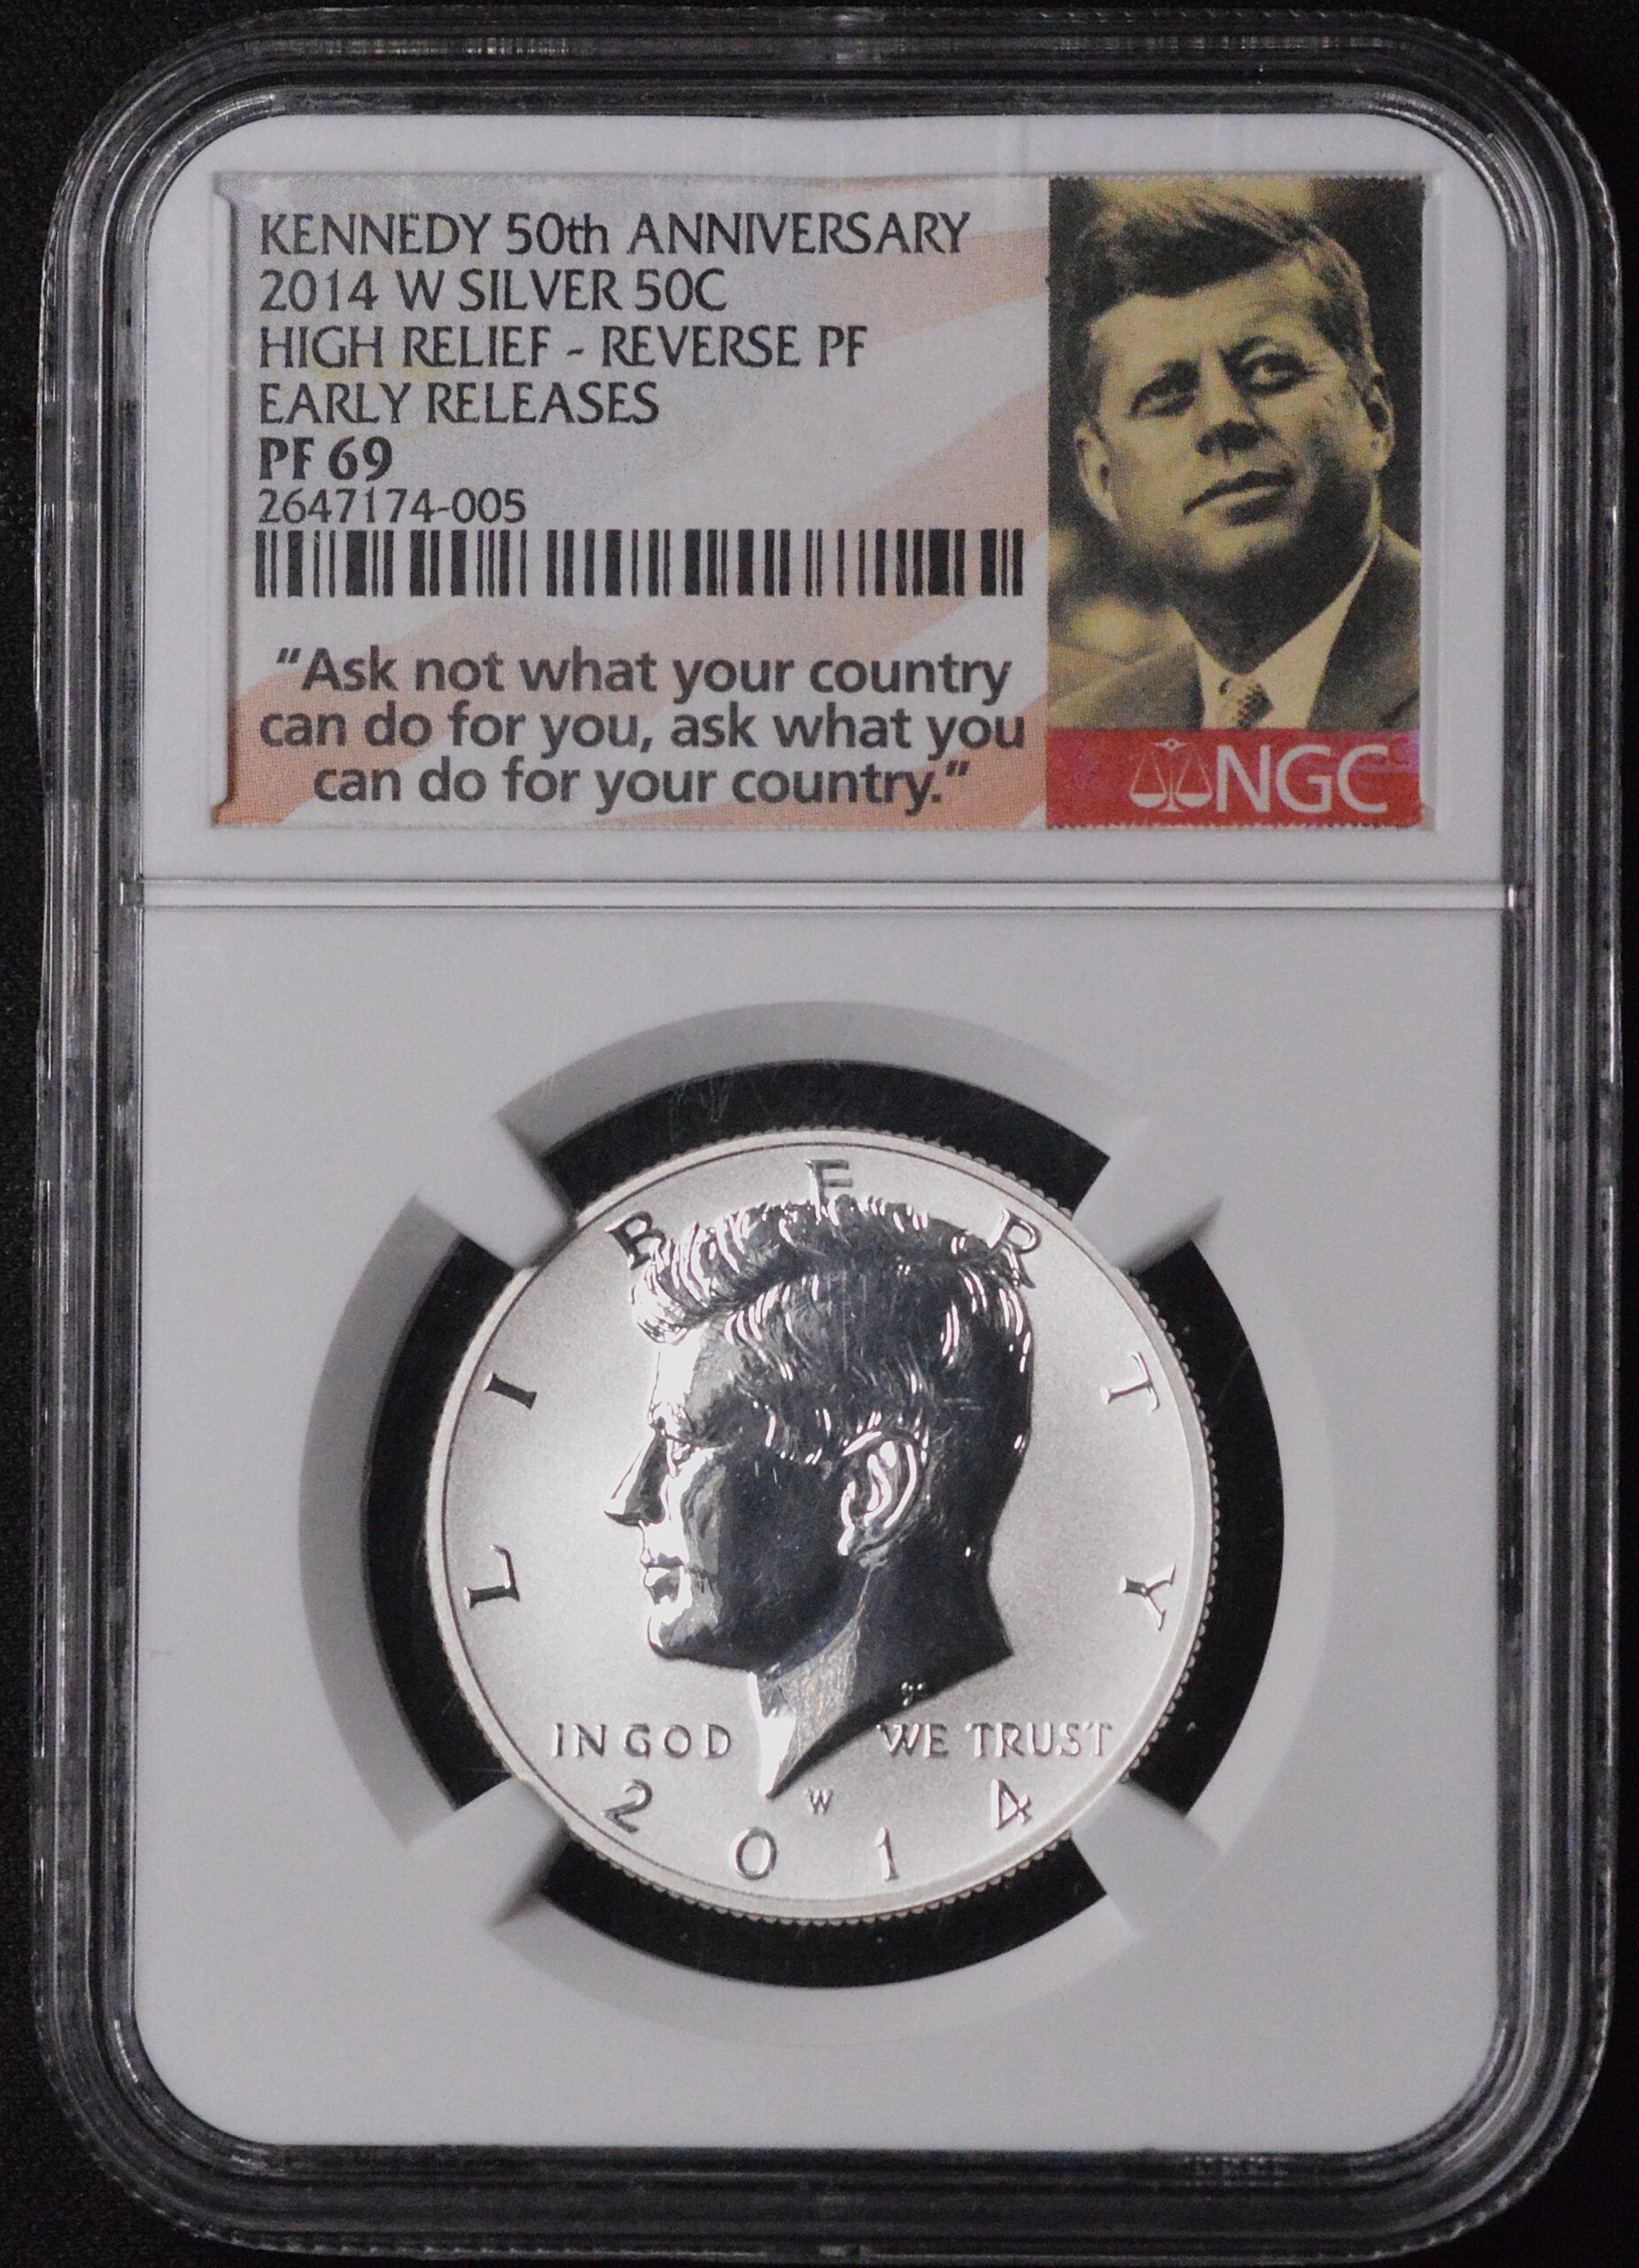 KENNEDY 50th ANNIVERSARY
2014 W SILVER 50C
HIGH RELIEF - REVERSE PF
EARLY RELEASES
PF 69
2647174-005
“Ask not what your country
can do for you, ask what you
can do for your country.”
NGC
LIBERTY
IN GOD WE TRUST
W
2014